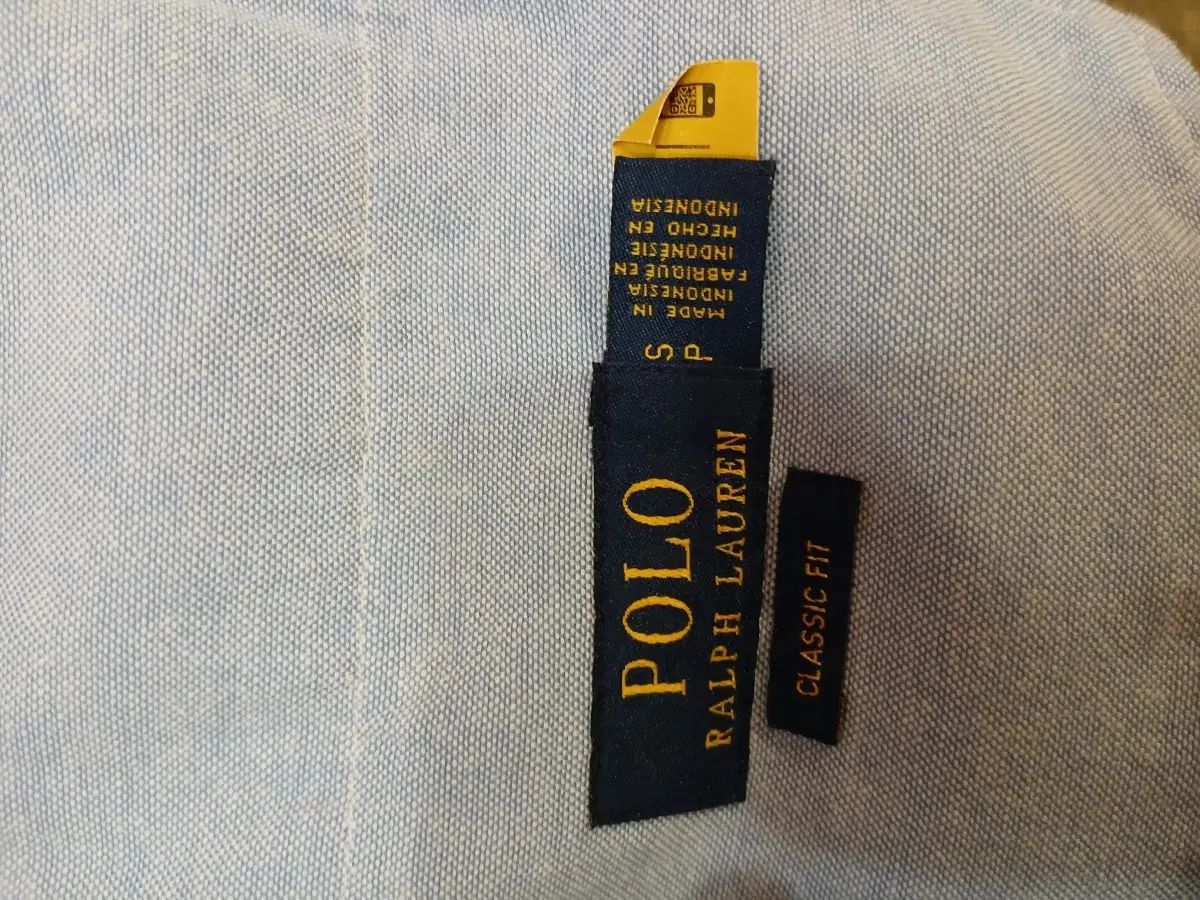 POLO
RALPH LAUREN
CLASSIC FIT
S
P
MADE IN
INDONESIA
FABRIQUÉ EN
INDONÉSIE
HECHO EN
INDONESIA